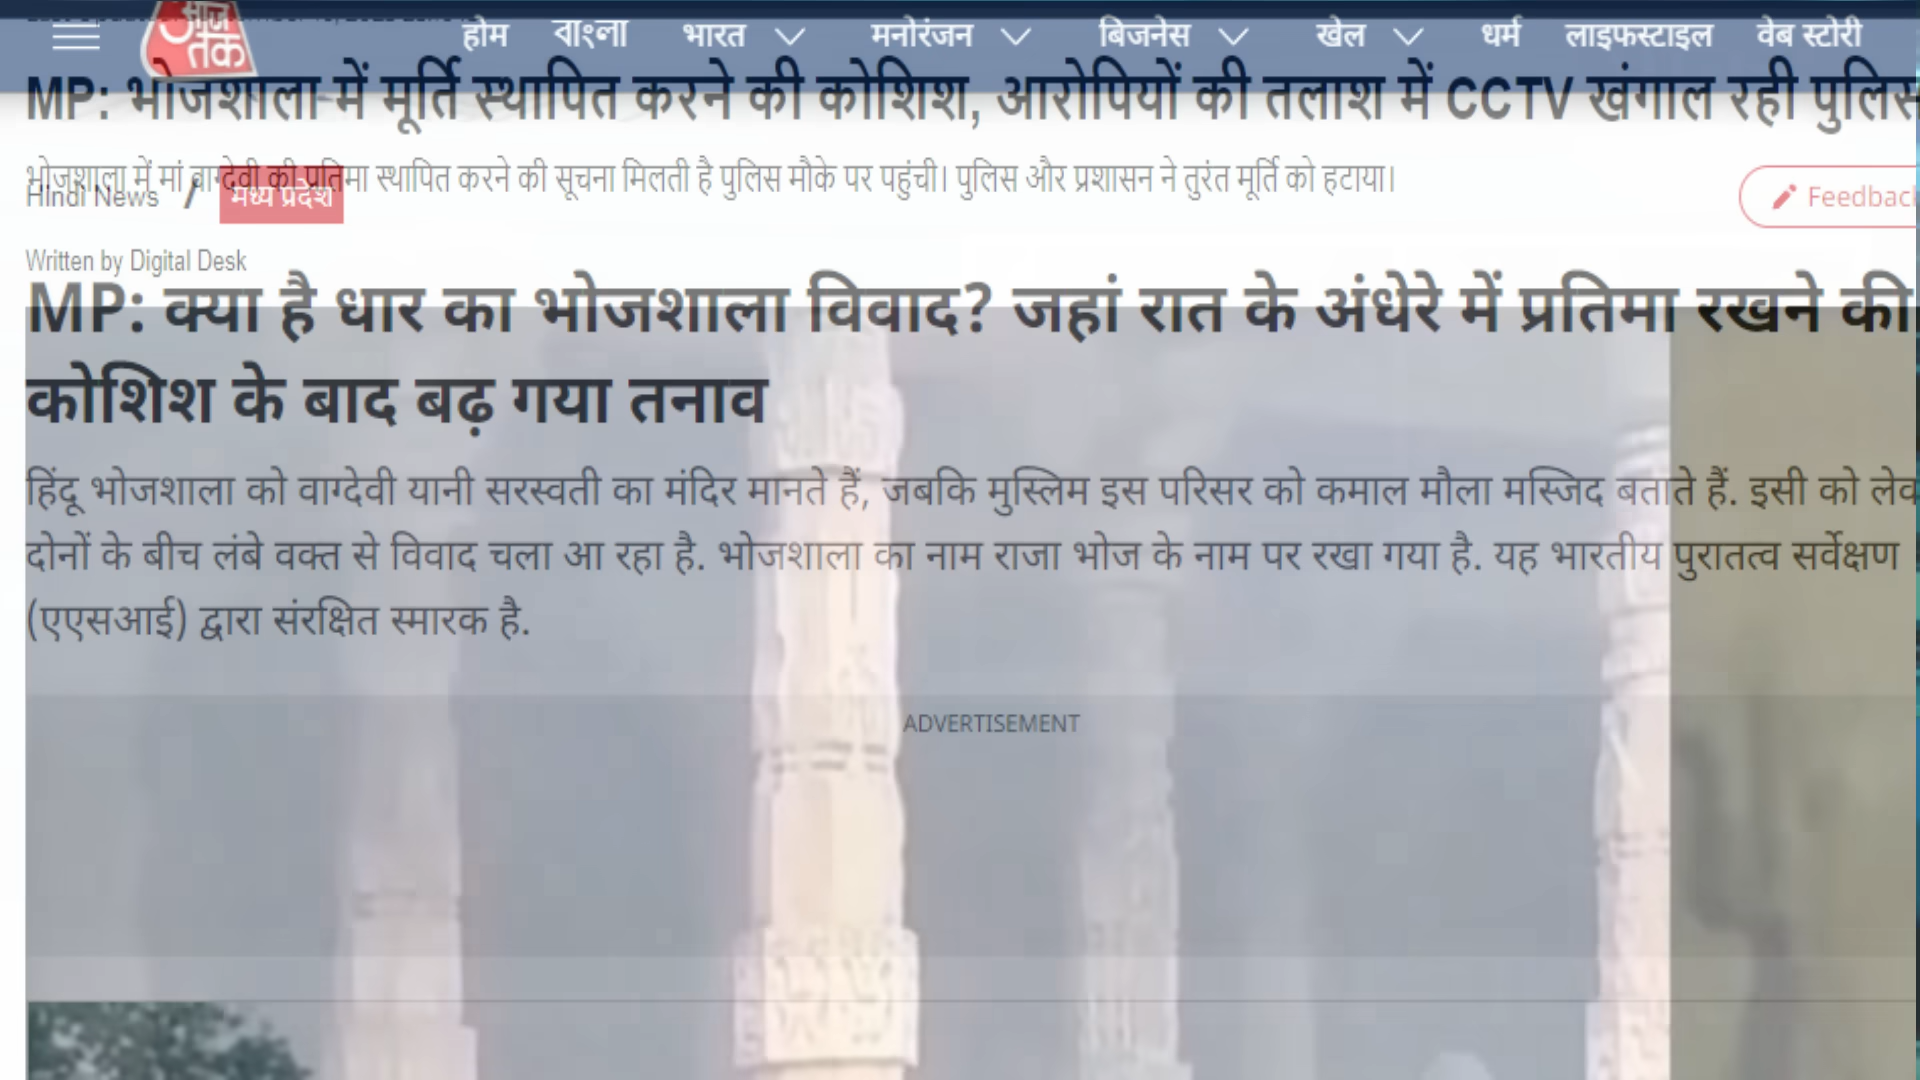 आज तक
होम বাংলা भारत मनोरंजन बिजनेस खेल धर्म लाइफस्टाइल वेब स्टोरी
MP: भोजशाला में मूर्ति स्थापित करने की कोशिश, आरोपियों की तलाश में CCTV खंगाल रही पुलिस
भोजशाला में मां वाग्देवी की प्रतिमा स्थापित करने की सूचना मिलती है पुलिस मौके पर पहुंची। पुलिस और प्रशासन ने तुरंत मूर्ति को हटाया।
Hindi News / मध्य प्रदेश
Feedbac
Written by Digital Desk
MP: क्या है धार का भोजशाला विवाद? जहां रात के अंधेरे में प्रतिमा रखने की
कोशिश के बाद बढ़ गया तनाव
हिंदू भोजशाला को वाग्देवी यानी सरस्वती का मंदिर मानते हैं, जबकि मुस्लिम इस परिसर को कमाल मौला मस्जिद बताते हैं. इसी को लेक
दोनों के बीच लंबे वक्त से विवाद चला आ रहा है. भोजशाला का नाम राजा भोज के नाम पर रखा गया है. यह भारतीय पुरातत्व सर्वेक्षण
(एएसआई) द्वारा संरक्षित स्मारक है.
ADVERTISEMENT